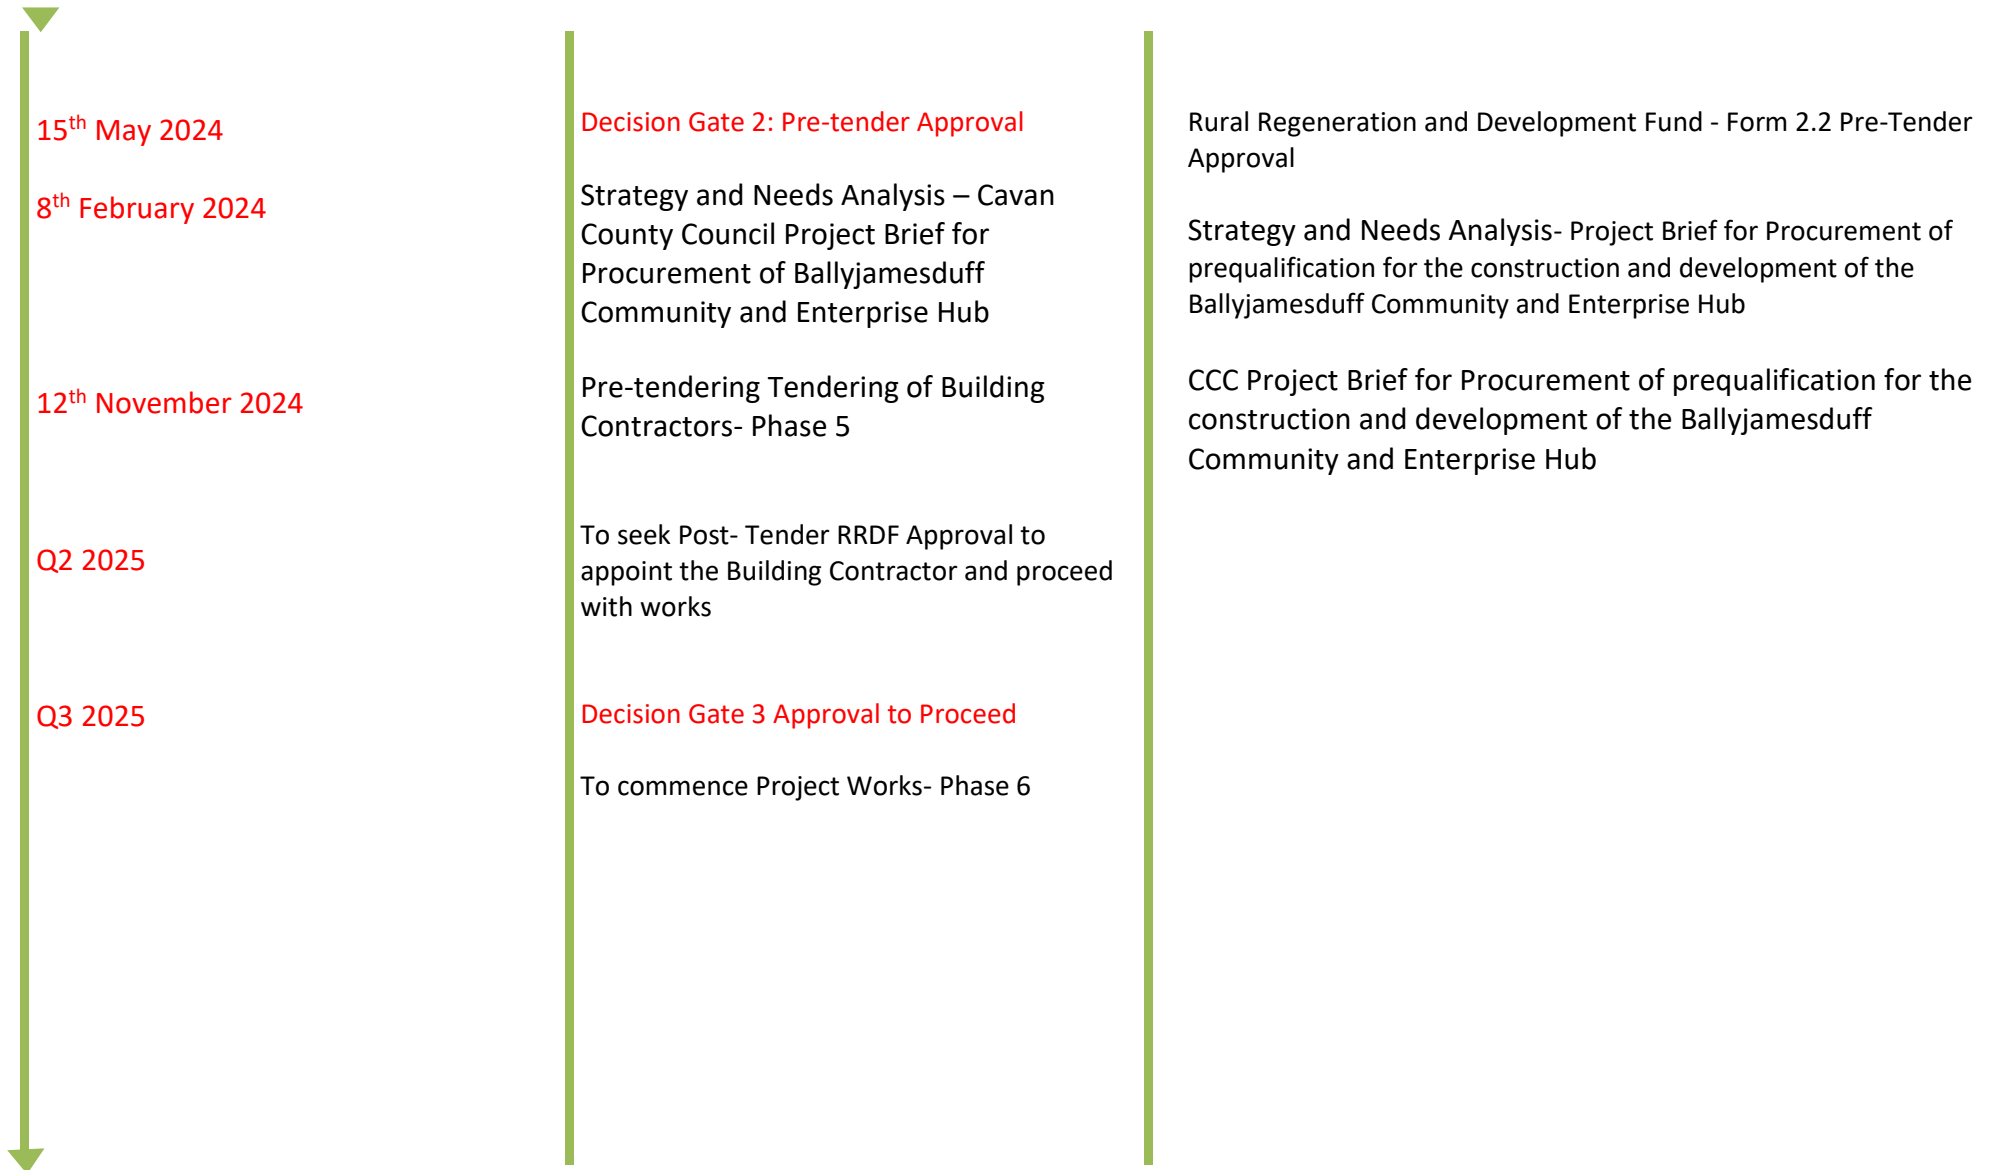 15th May 2024
Decision Gate 2: Pre-tender Approval
Rural Regeneration and Development Fund - Form 2.2 Pre-Tender
Approval
8th February 2024
Strategy and Needs Analysis – Cavan
County Council Project Brief for
Procurement of Ballyjamesduff
Community and Enterprise Hub
Strategy and Needs Analysis- Project Brief for Procurement of
prequalification for the construction and development of the
Ballyjamesduff Community and Enterprise Hub
12th November 2024
Pre-tendering Tendering of Building
Contractors- Phase 5
CCC Project Brief for Procurement of prequalification for the
construction and development of the Ballyjamesduff
Community and Enterprise Hub
Q2 2025
To seek Post- Tender RRDF Approval to
appoint the Building Contractor and proceed
with works
Q3 2025
Decision Gate 3 Approval to Proceed
To commence Project Works- Phase 6